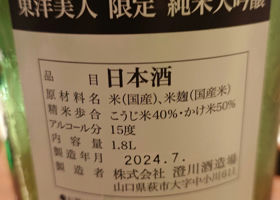 東洋美人 限定 純米大吟醸
品目 日本酒
原材料名 米(国産)、米麹(国産米)
精米歩合 こうじ米40%・かけ米50%
アルコール分 15度
内容量 1.8L
製造年月 2024.7.
製造者 株式会社 澄川酒造場
山口県萩市大字中小川611